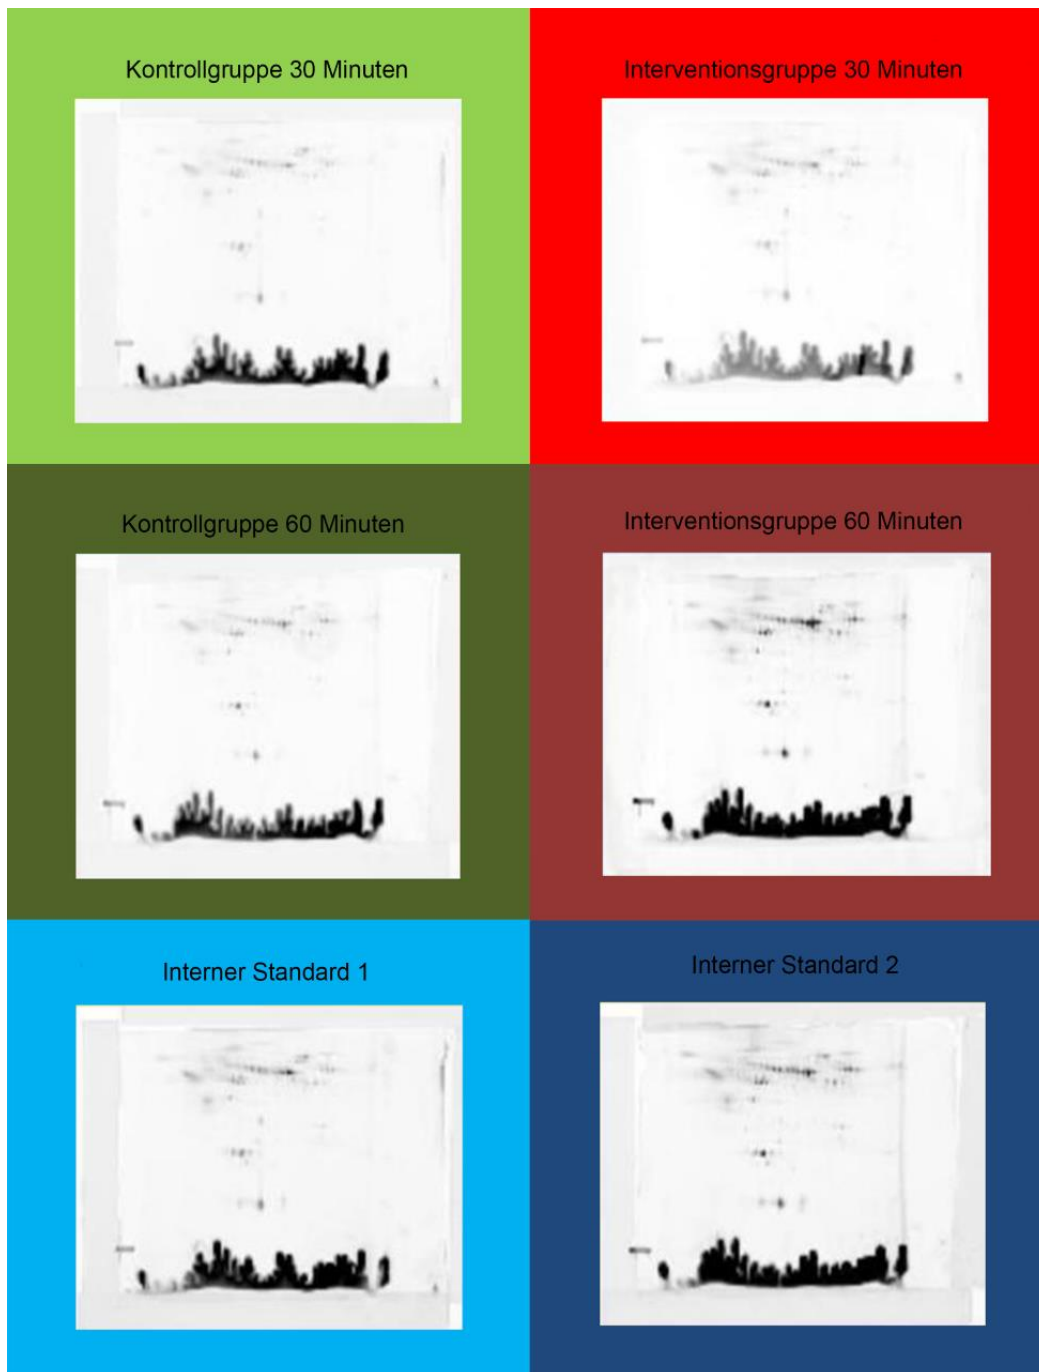 Kontrollgruppe 30 Minuten
Interventionsgruppe 30 Minuten
Kontrollgruppe 60 Minuten
Interventionsgruppe 60 Minuten
Interner Standard 1
Interner Standard 2